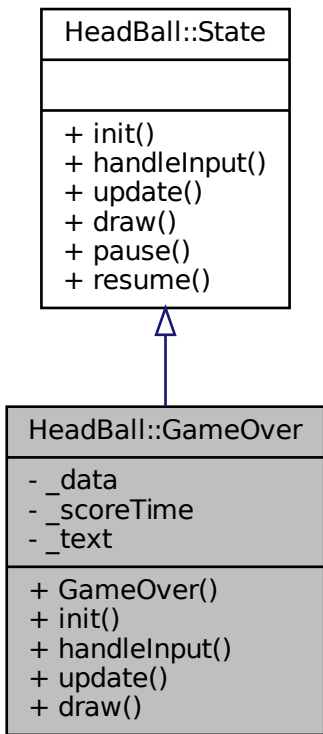 HeadBall::State
+ init()
+ handleInput()
+ update()
+ draw()
+ pause()
+ resume()
HeadBall::GameOver
- _data
- _scoreTime
- _text
+ GameOver()
+ init()
+ handleInput()
+ update()
+ draw()